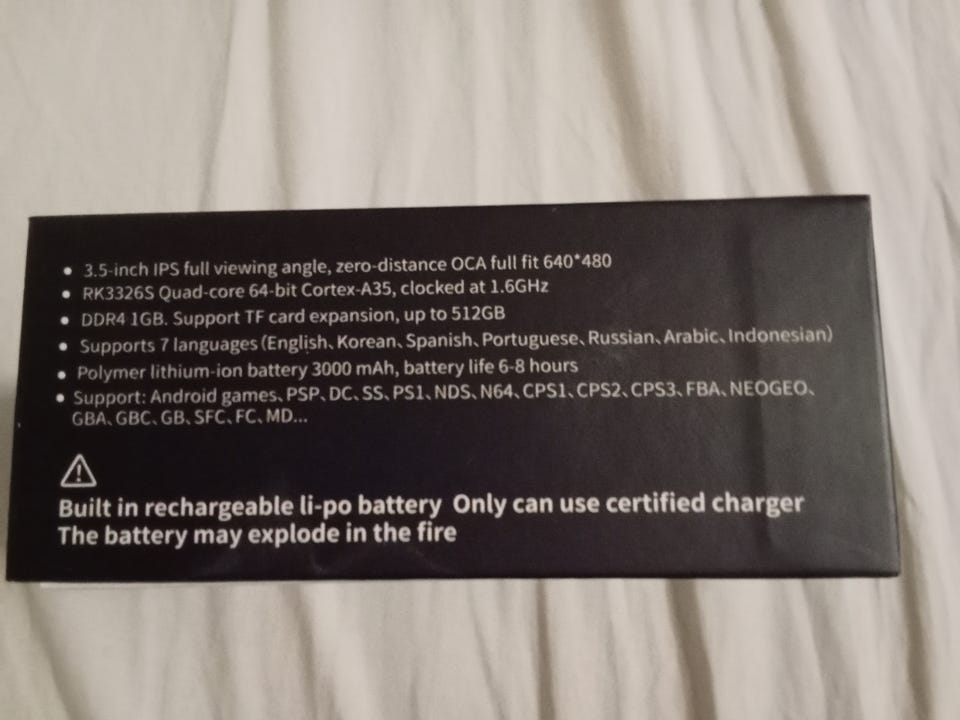 ● 3.5-inch IPS full viewing angle, zero-distance OCA full fit 640*480
● RK3326S Quad-core 64-bit Cortex-A35, clocked at 1.6GHz
● DDR4 1GB. Support TF card expansion, up to 512GB
● Supports 7 languages (English、Korean、Spanish、Portuguese、Russian、Arabic、Indonesian)
● Polymer lithium-ion battery 3000 mAh, battery life 6-8 hours
● Support: Android games、PSP、DC、SS、PS1、NDS、N64、CPS1、CPS2、CPS3、FBA、NEOGEO、
GBA、GBC、GB、SFC、FC、MD...
Built in rechargeable li-po battery Only can use certified charger
The battery may explode in the fire